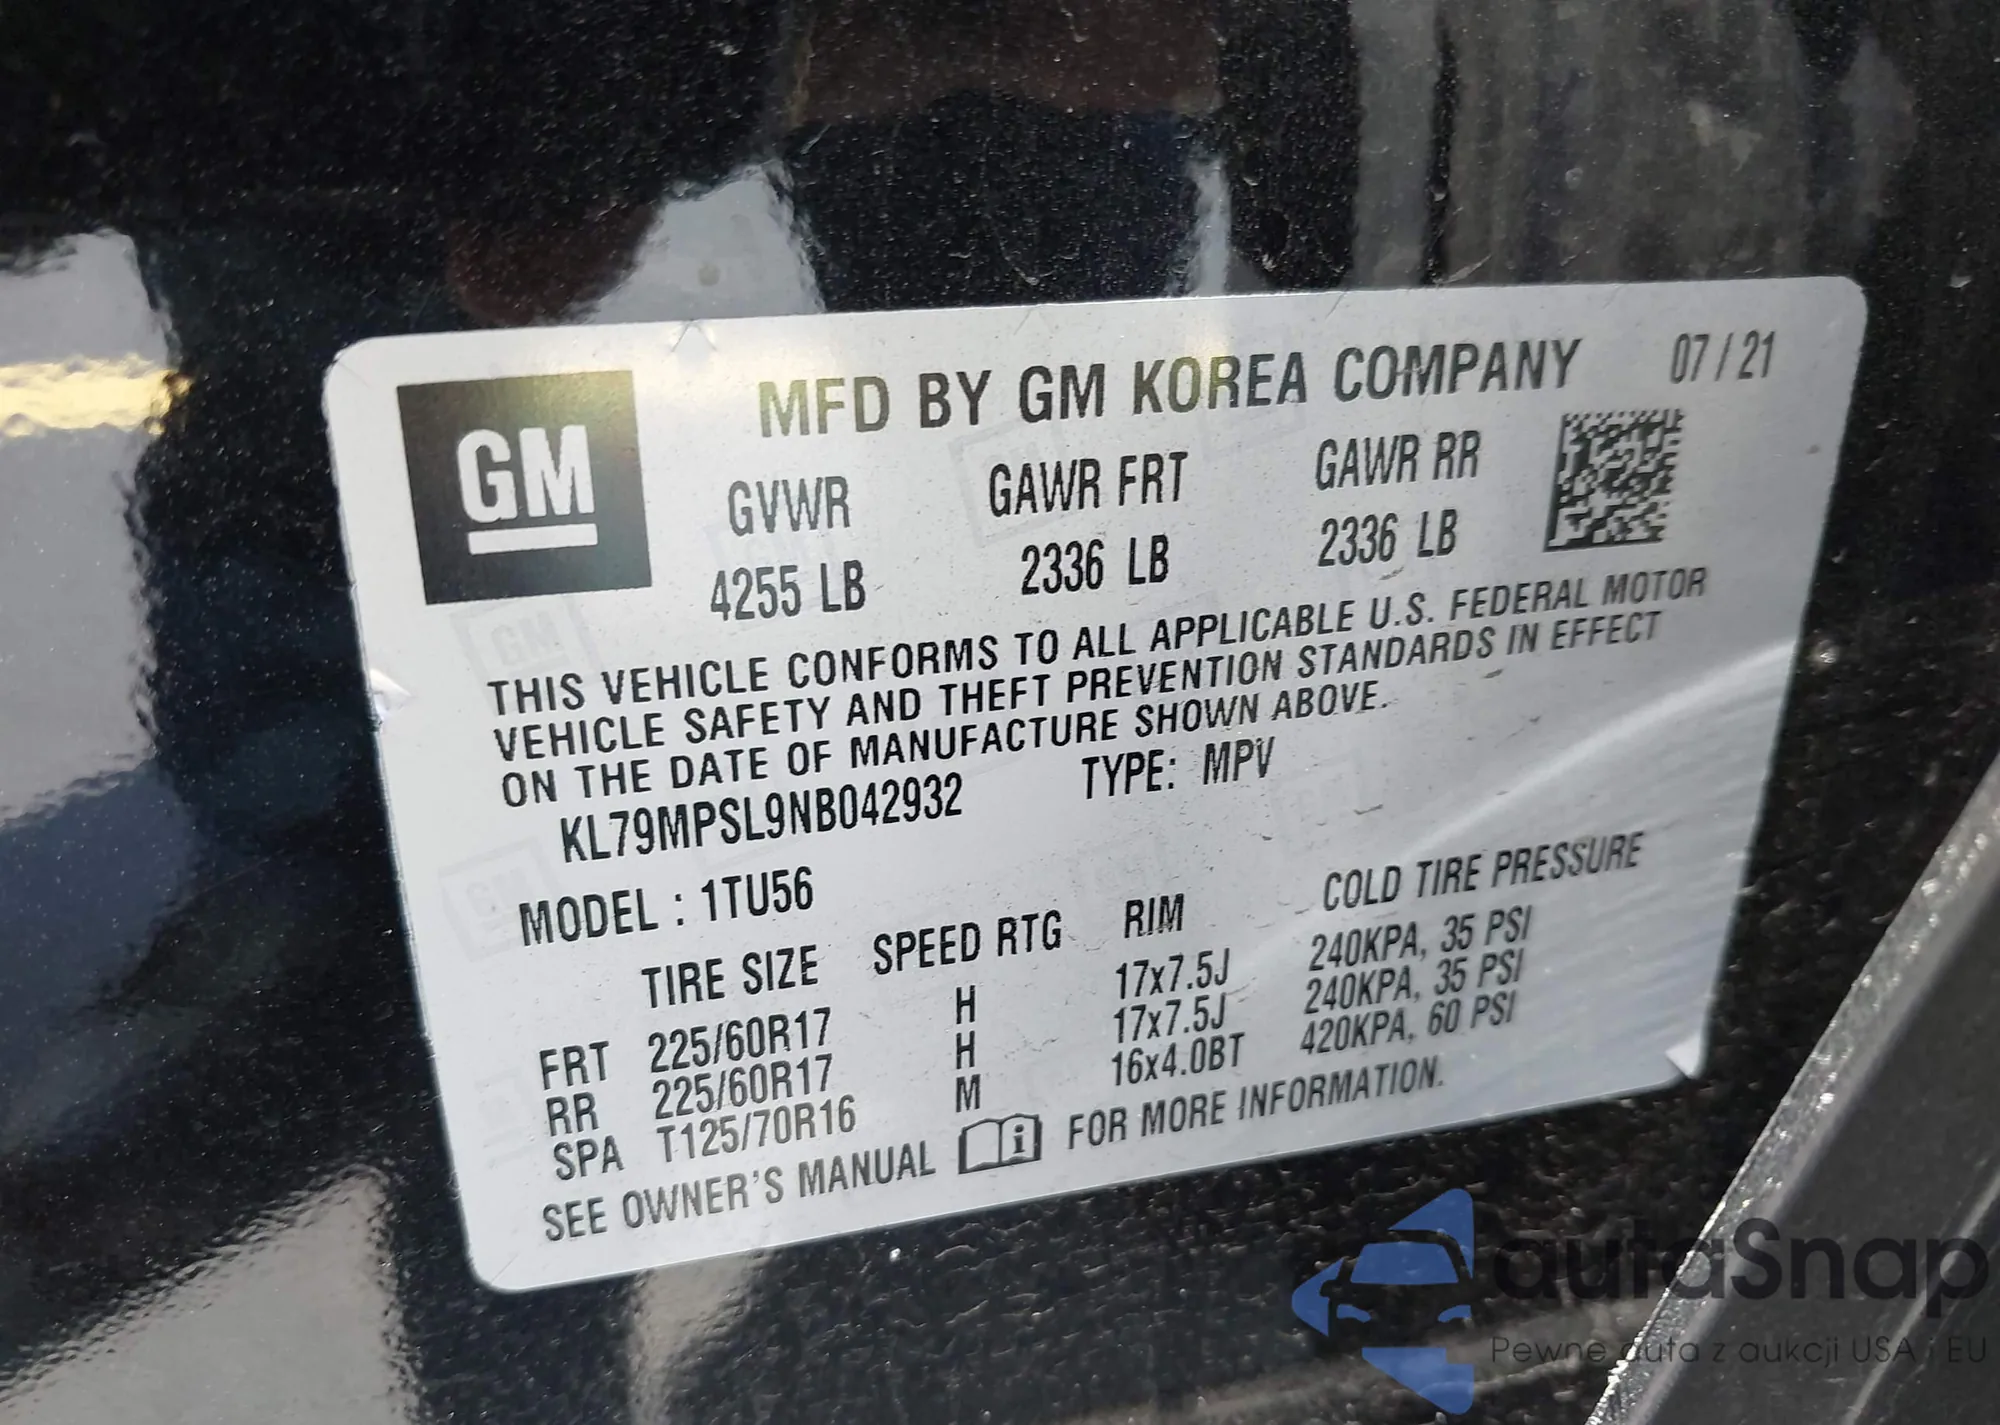 MFD BY GM KOREA COMPANY 07/21
GM
GVWR GAWR FRT GAWR RR
4255 LB 2336 LB 2336 LB
THIS VEHICLE CONFORMS TO ALL APPLICABLE U.S. FEDERAL MOTOR
VEHICLE SAFETY AND THEFT PREVENTION STANDARDS IN EFFECT
ON THE DATE OF MANUFACTURE SHOWN ABOVE.
KL79MPSL9NB042932 TYPE: MPV
MODEL : 1TU56
TIRE SIZE SPEED RTG RIM COLD TIRE PRESSURE
FRT 225/60R17 H 17x7.5J 240KPA, 35 PSI
RR 225/60R17 H 17x7.5J 240KPA, 35 PSI
SPA T125/70R16 M 16x4.0BT 420KPA, 60 PSI
SEE OWNER'S MANUAL FOR MORE INFORMATION.
autaSnap
Pewne auta z aukcji USA i EU